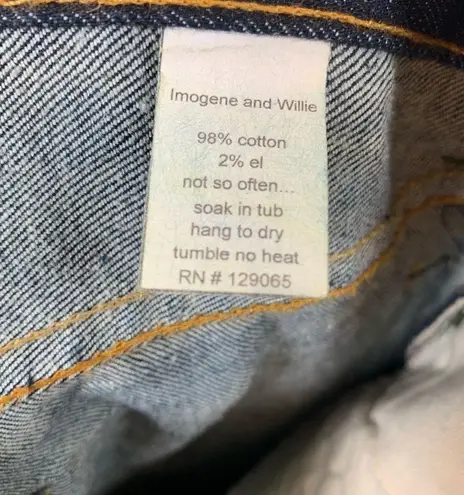 Imogene and Willie
98% cotton
2% el
not so often...
soak in tub
hang to dry
tumble no heat
RN # 129065